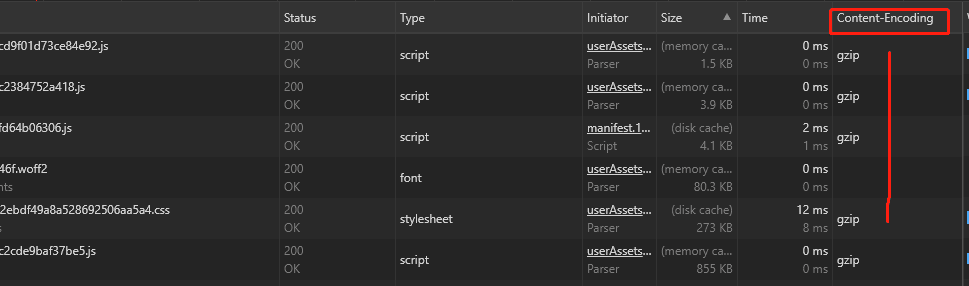 Status Type Initiator Size Time Content-Encoding
cd9f01d73ce84e92.js 200 script userAssets... (memory ca... 0 ms gzip
OK Parser 1.5 KB 0 ms
c2384752a418.js 200 script userAssets... (memory ca... 0 ms gzip
OK Parser 3.9 KB 0 ms
fd64b06306.js 200 script manifest.1... (disk cache) 2 ms gzip
OK Script 4.1 KB 1 ms
46f.woff2 200 font userAssets... (memory ca... 0 ms
nts OK Parser 80.3 KB 0 ms
2ebdf49a8a528692506aa5a4.css 200 stylesheet userAssets... (disk cache) 12 ms gzip
s OK Parser 273 KB 8 ms
c2cde9baf37be5.js 200 script userAssets... (memory ca... 0 ms gzip
OK Parser 855 KB 0 ms